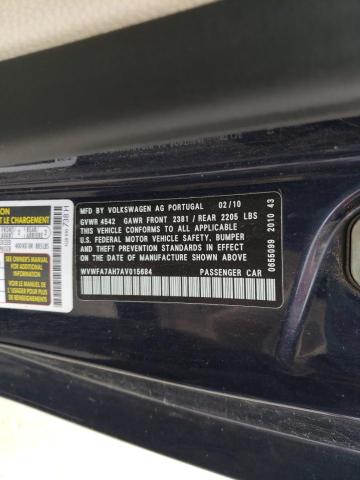 MFD BY VOLKSWAGEN AG PORTUGAL 02/10
GVWR 4542 GAWR FRONT 2381 / REAR 2205 LBS
THIS VEHICLE CONFORMS TO ALL APPLICABLE
U.S. FEDERAL MOTOR VEHICLE SAFETY, BUMPER,
AND THEFT PREVENTION STANDARDS IN EFFECT ON THE
DATE OF MANUFACTURE SHOWN ABOVE
WVWFA7AH7AV015684 PASSENGER CAR
0655099 2010 43
LE CHARGEMENT
SEE OWNER'S MANUAL
FOR ADDITIONAL
INFORMATION
VOIR LE MANUEL
DE L'USAGER
POUR PLUS DE